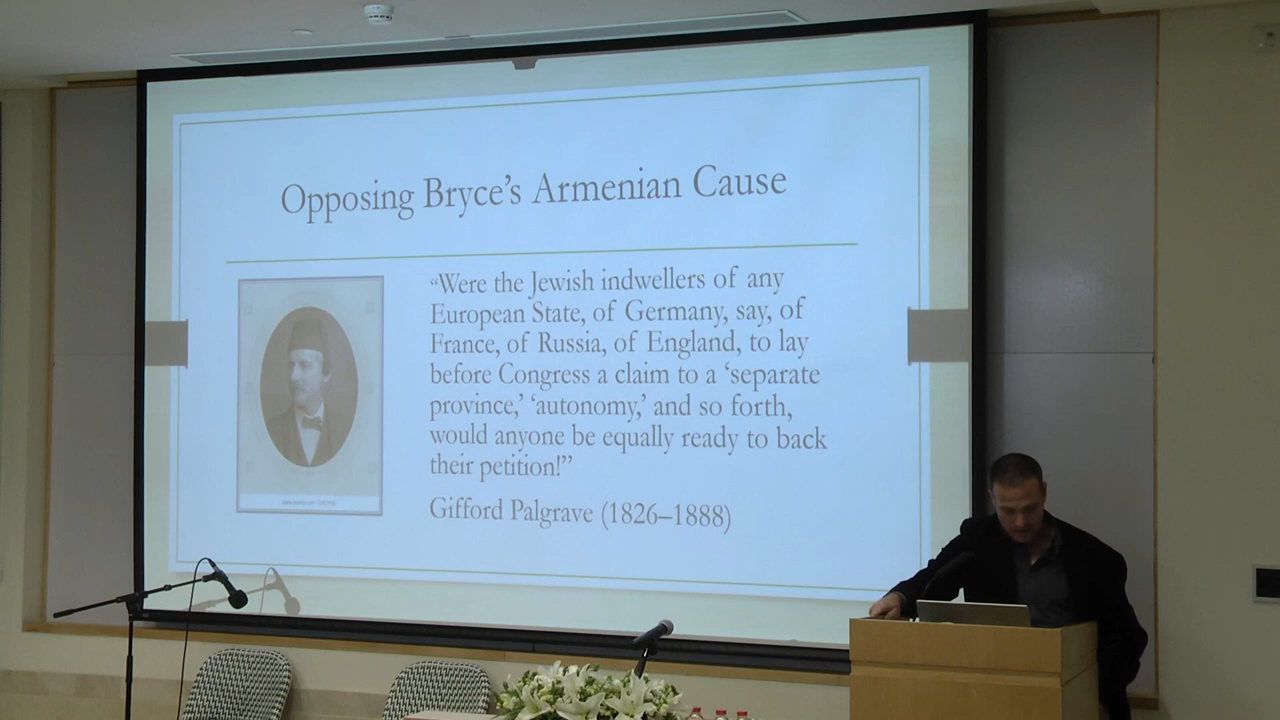 Opposing Bryce’s Armenian Cause
“Were the Jewish indwellers of any
European State, of Germany, say, of
France, of Russia, of England, to lay
before Congress a claim to a ‘separate
province,’ ‘autonomy,’ and so forth,
would anyone be equally ready to back
their petition!”
Gifford Palgrave (1826–1888)